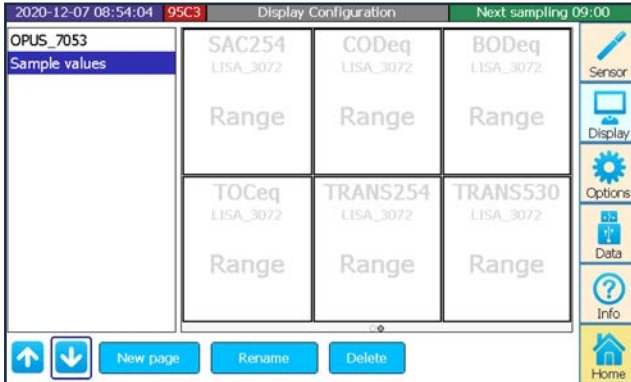 2020-12-07 08:54:04 95C3 Display Configuration Next sampling 09:00
OPUS_7053
Sample values
SAC254 CODeq BODeq
LISA_3072 LISA_3072 LISA_3072
Range Range Range
TOCeq TRANS254 TRANS530
LISA_3072 LISA_3072 LISA_3072
Range Range Range
Sensor
Display
Options
Data
Info
Home
New page Rename Delete